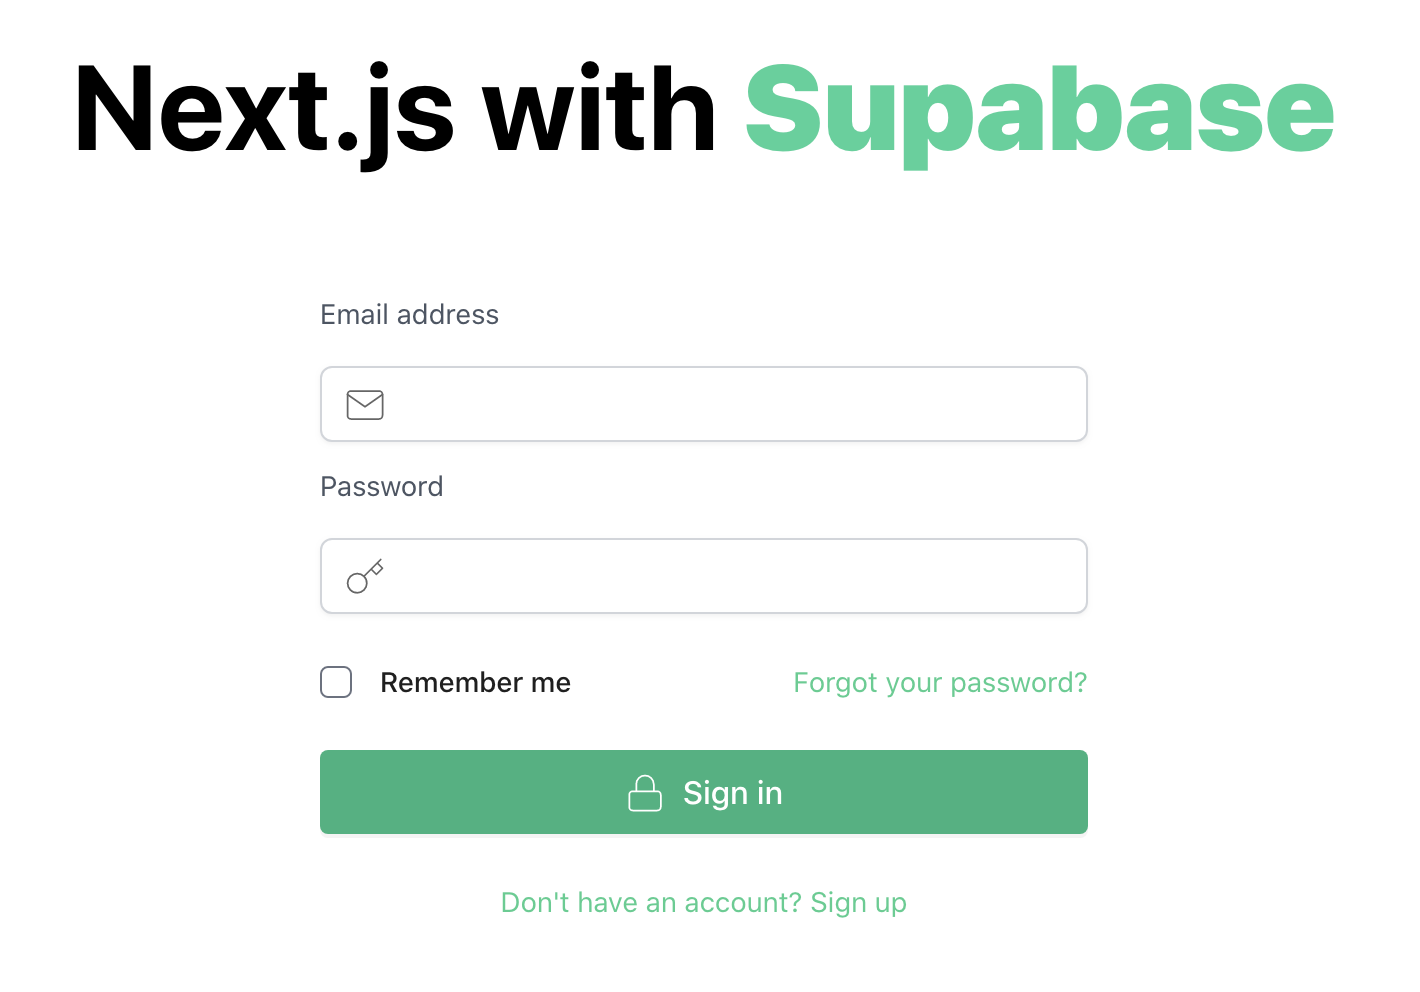 Next.js with Supabase
Email address
Password
Remember me
Forgot your password?
Sign in
Don't have an account? Sign up